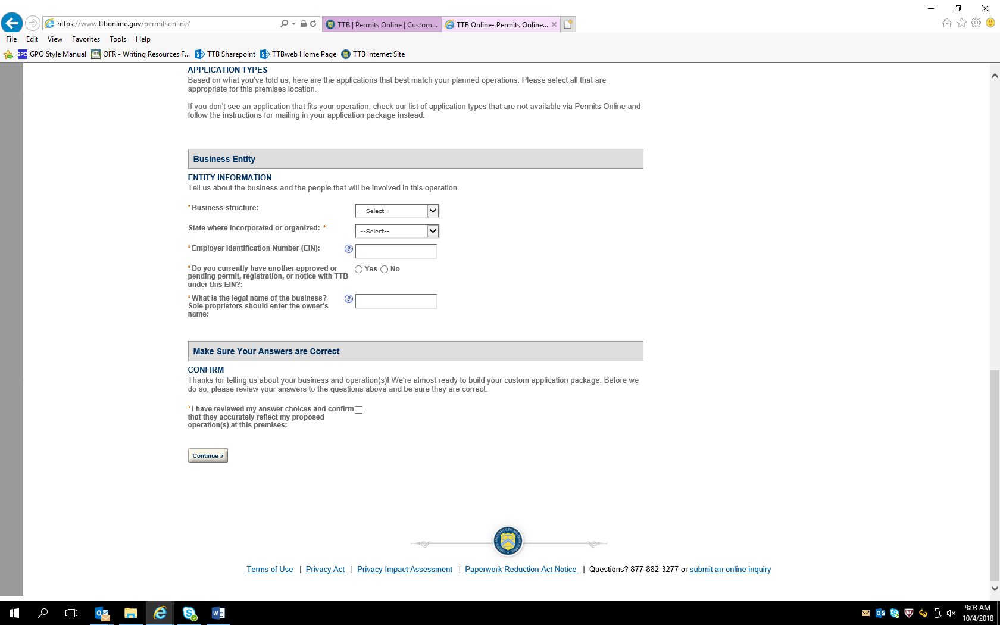 https://www.ttbonline.gov/permitsonline/
TTB | Permits Online | Custom...
TTB Online- Permits Online...
File Edit View Favorites Tools Help
GPO GPO Style Manual OFR - Writing Resources F... TTB Sharepoint TTBweb Home Page TTB Internet Site
APPLICATION TYPES
Based on what you've told us, here are the applications that best match your planned operations. Please select all that are
appropriate for this premises location.
If you don't see an application that fits your operation, check our list of application types that are not available via Permits Online and
follow the instructions for mailing in your application package instead.
Business Entity
ENTITY INFORMATION
Tell us about the business and the people that will be involved in this operation.
* Business structure: --Select--
State where incorporated or organized: * --Select--
* Employer Identification Number (EIN): ?
* Do you currently have another approved or
pending permit, registration, or notice with TTB
under this EIN?:
Yes No
* What is the legal name of the business? ?
Sole proprietors should enter the owner's
name:
Make Sure Your Answers are Correct
CONFIRM
Thanks for telling us about your business and operation(s)! We're almost ready to build your custom application package. Before we
do so, please review your answers to the questions above and be sure they are correct.
* I have reviewed my answer choices and confirm
that they accurately reflect my proposed
operation(s) at this premises:
Continue »
Terms of Use | Privacy Act | Privacy Impact Assessment | Paperwork Reduction Act Notice | Questions? 877-882-3277 or submit an online inquiry
9:03 AM
10/4/2018